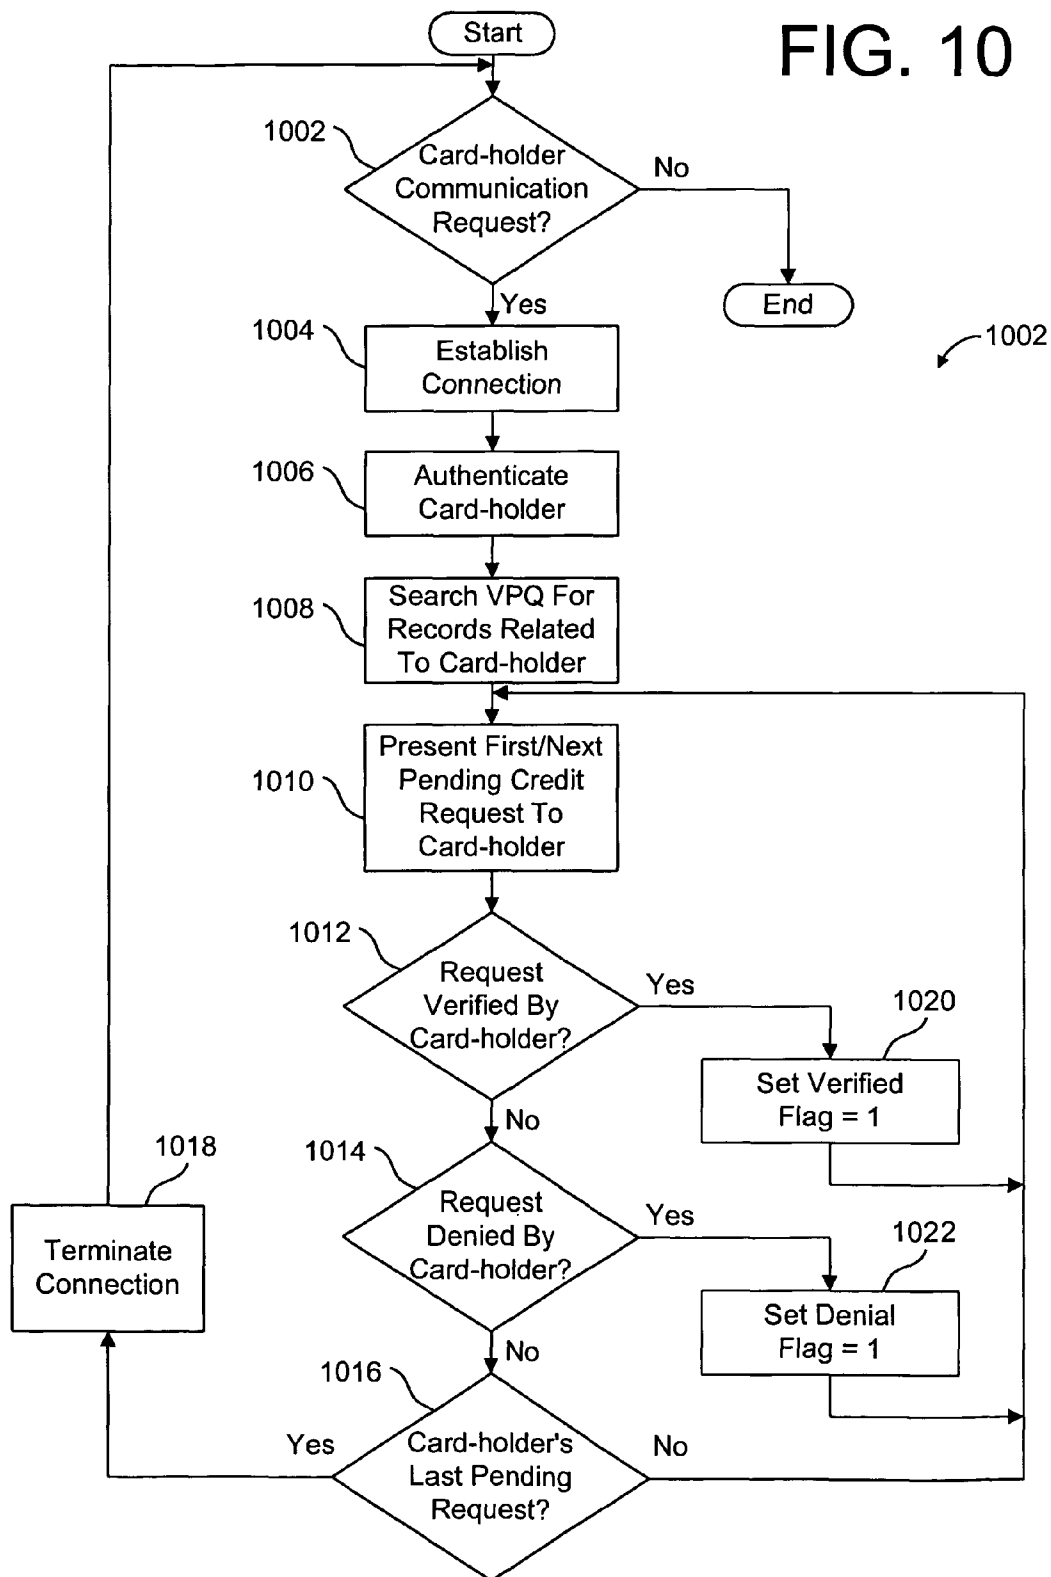 Start
FIG. 10
1002
Card-holder
Communication
Request?
No
End
Yes
1002
1004
Establish
Connection
1006
Authenticate
Card-holder
1008
Search VPQ For
Records Related
To Card-holder
1010
Present First/Next
Pending Credit
Request To
Card-holder
1012
Request
Verified By
Card-holder?
Yes
1020
Set Verified
Flag = 1
No
1018
Terminate
Connection
1014
Request
Denied By
Card-holder?
Yes
1022
Set Denial
Flag = 1
No
1016
Yes
Card-holder's
Last Pending
Request?
No